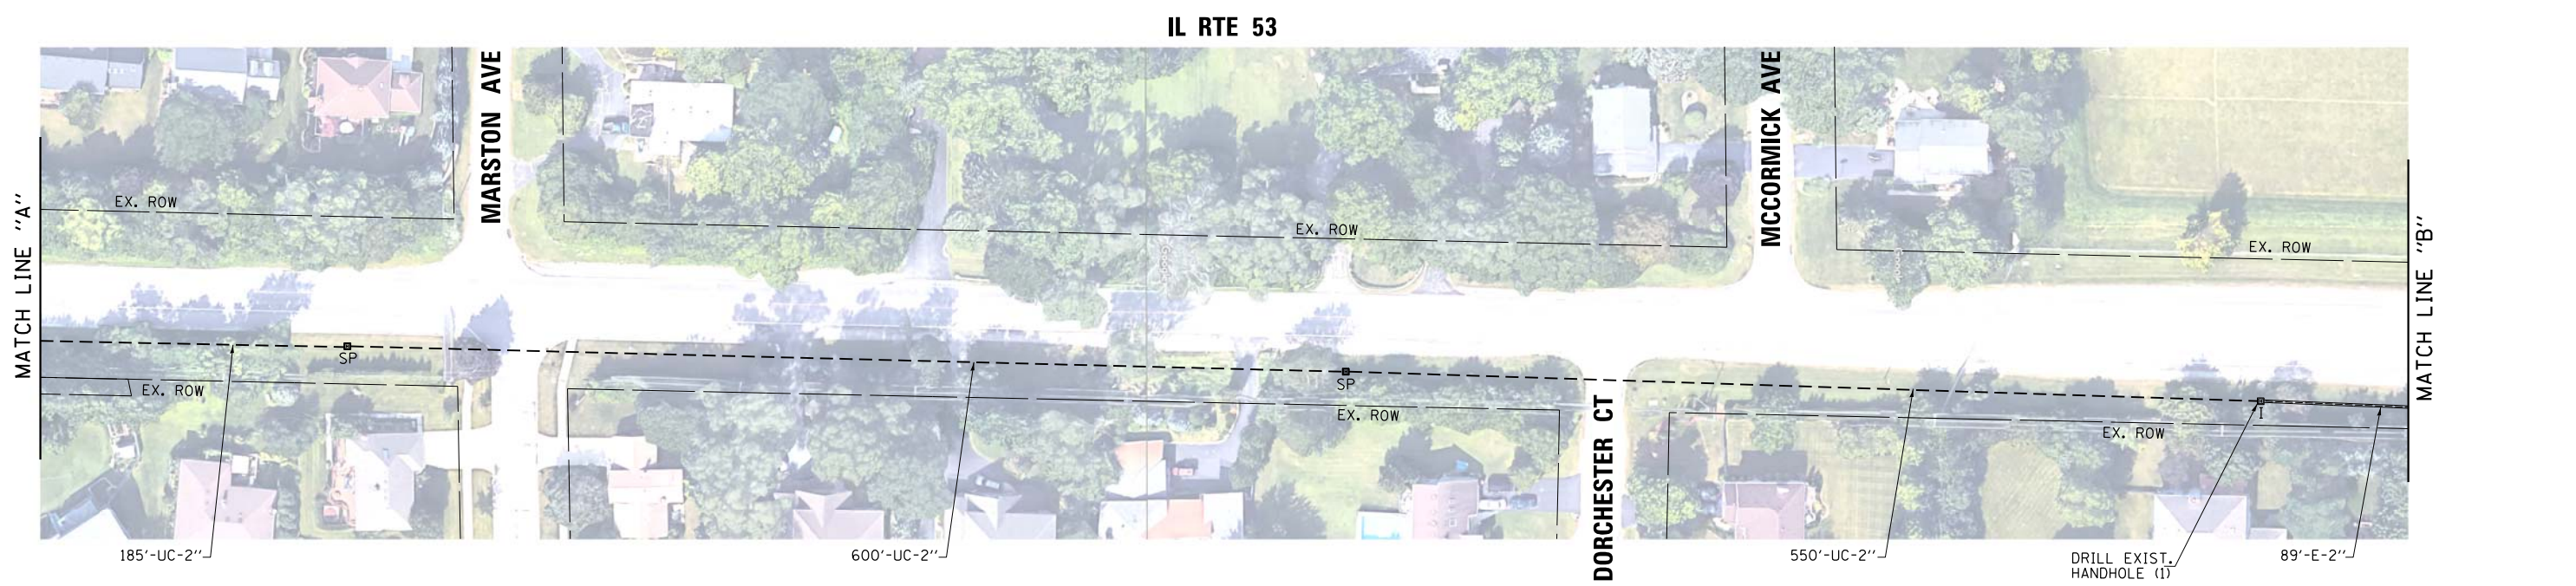 IL RTE 53
MARSTON AVE
MCCORMICK AVE
MATCH LINE "A"
EX. ROW
EX. ROW
EX. ROW
MATCH LINE "B"
SP
SP
EX. ROW
EX. ROW
EX. ROW
I
DORCHESTER CT
185'-UC-2"
600'-UC-2"
550'-UC-2"
DRILL EXIST.
HANDHOLE (1)
89'-E-2"